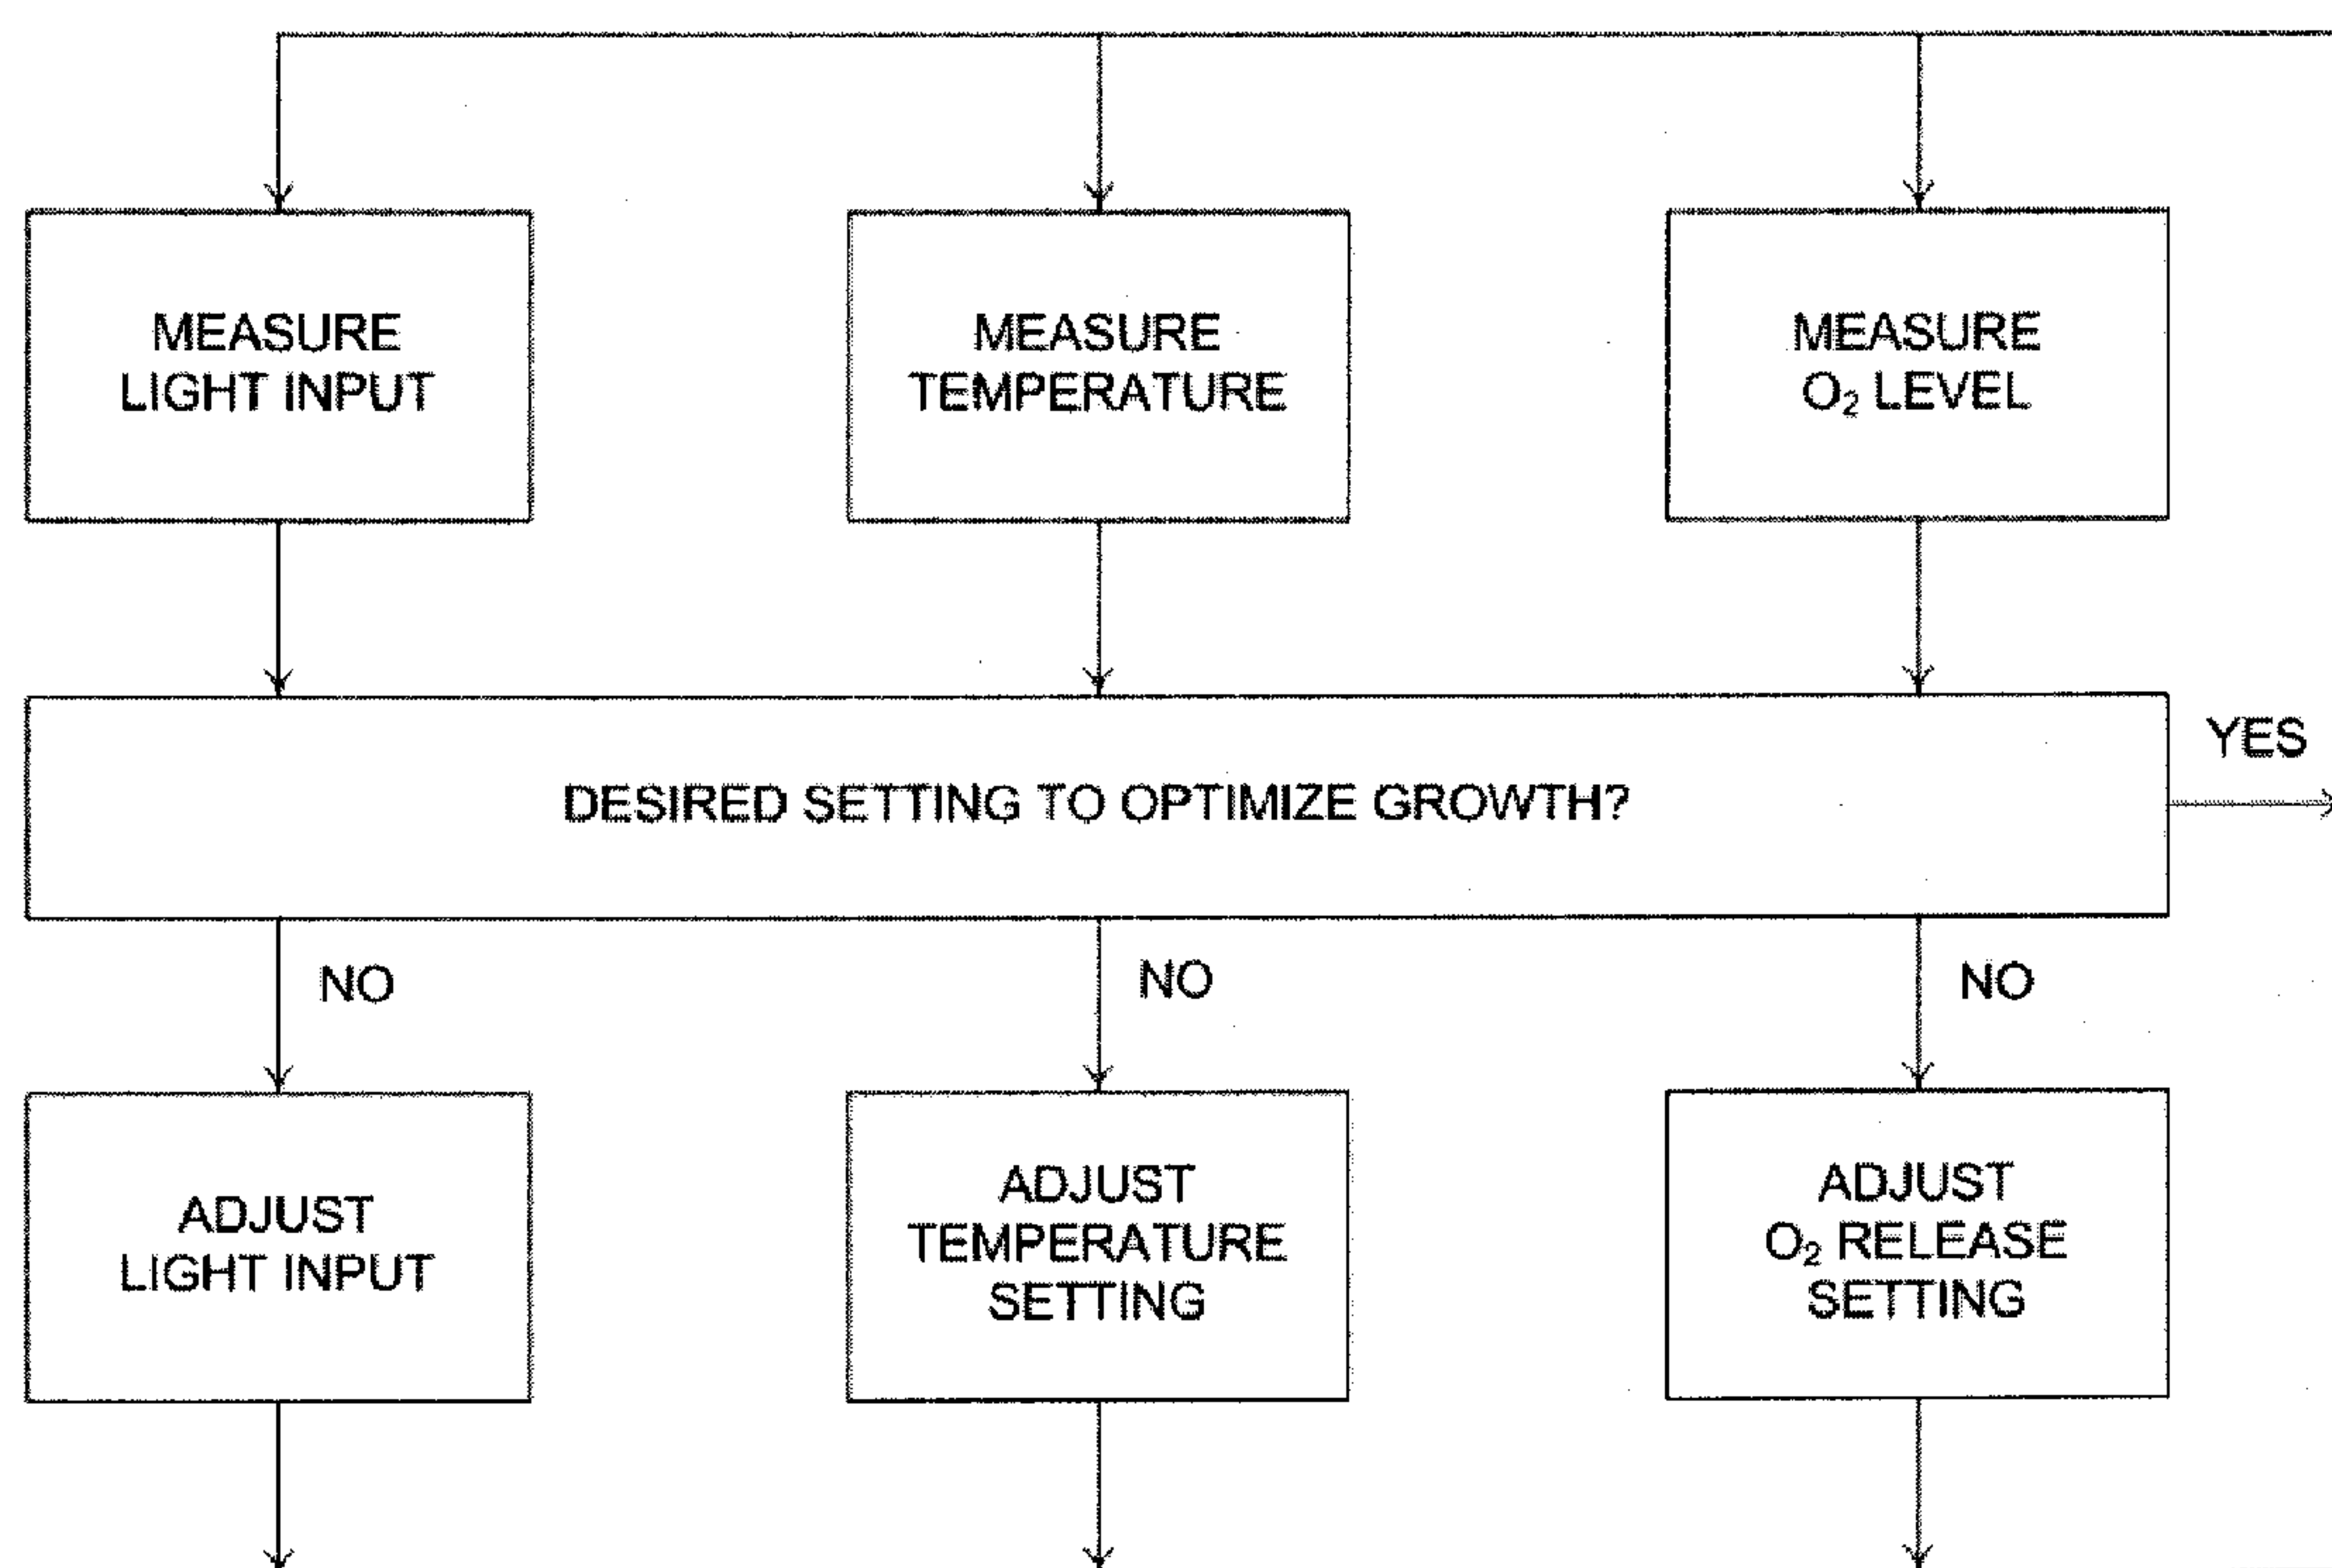 MEASURE
LIGHT INPUT
MEASURE
TEMPERATURE
MEASURE
O₂ LEVEL
DESIRED SETTING TO OPTIMIZE GROWTH?
YES
NO
NO
NO
ADJUST
LIGHT INPUT
ADJUST
TEMPERATURE
SETTING
ADJUST
O₂ RELEASE
SETTING